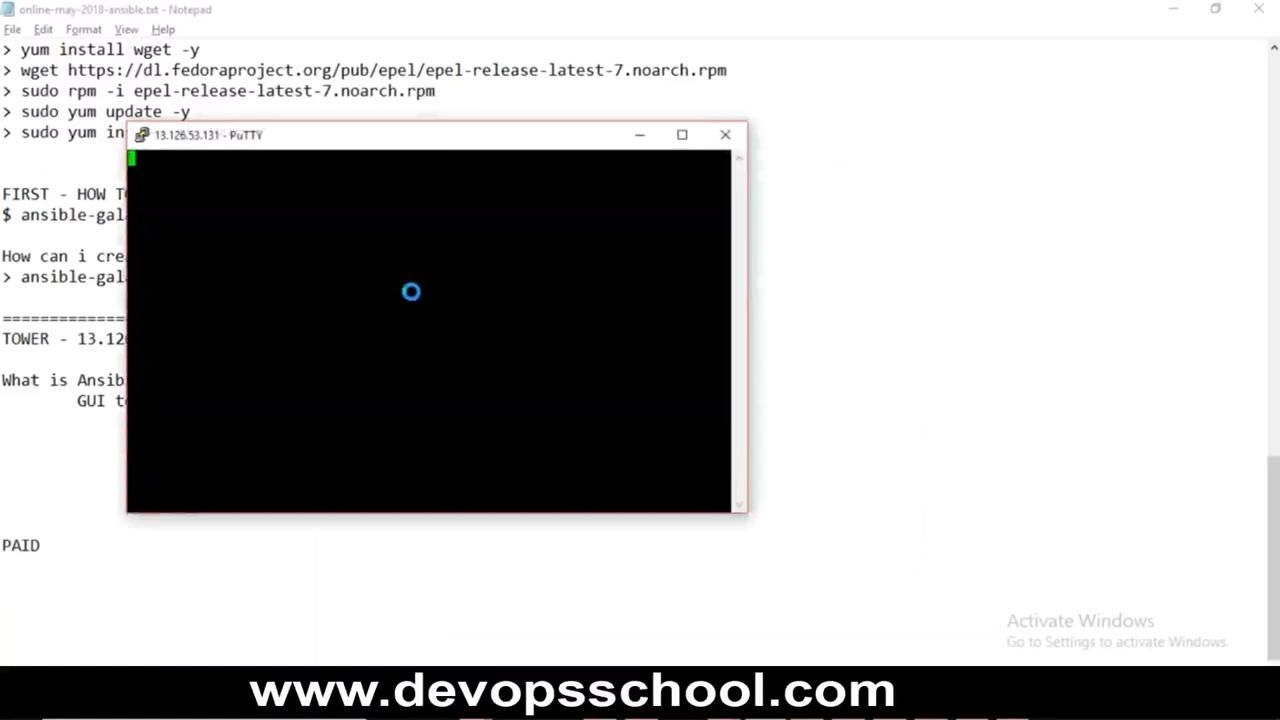 online-may-2018-ansible.txt - Notepad
File Edit Format View Help
> yum install wget -y
> wget https://dl.fedoraproject.org/pub/epel/epel-release-latest-7.noarch.rpm
> sudo rpm -i epel-release-latest-7.noarch.rpm
> sudo yum update -y
> sudo yum in
13.126.53.131 - PuTTY
FIRST - HOW T
$ ansible-gal
How can i cre
> ansible-gal
=============
TOWER - 13.126
What is Ansib
GUI t
PAID
Activate Windows
Go to Settings to activate Windows.
www.devopsschool.com